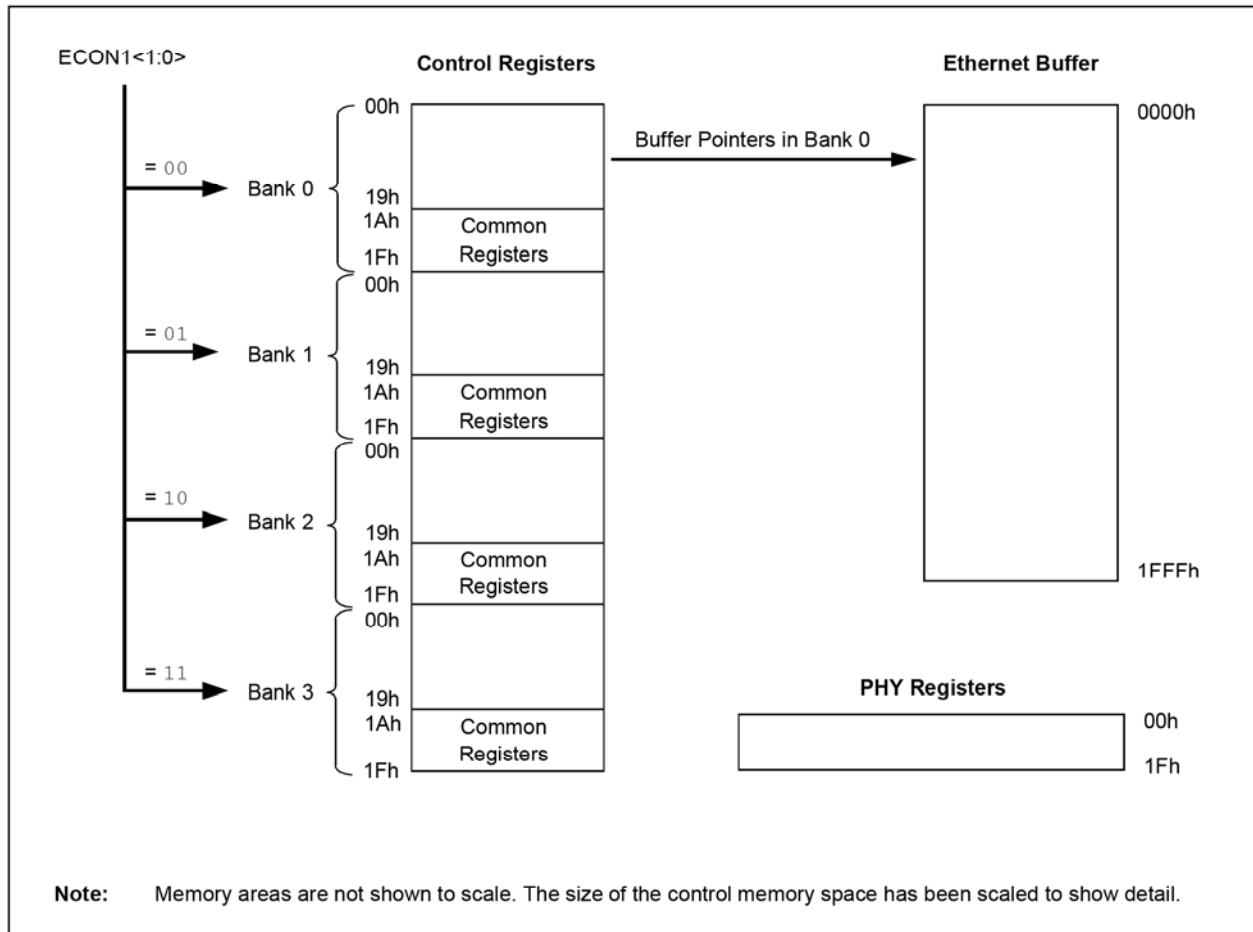 ECON1<1:0>
Control Registers
Ethernet Buffer
= 00
Bank 0
00h
19h
1Ah
1Fh
Common
Registers
Buffer Pointers in Bank 0
0000h
1FFFh
= 01
Bank 1
00h
19h
1Ah
1Fh
Common
Registers
= 10
Bank 2
00h
19h
1Ah
1Fh
Common
Registers
= 11
Bank 3
00h
19h
1Ah
1Fh
Common
Registers
PHY Registers
00h
1Fh
Note: Memory areas are not shown to scale. The size of the control memory space has been scaled to show detail.